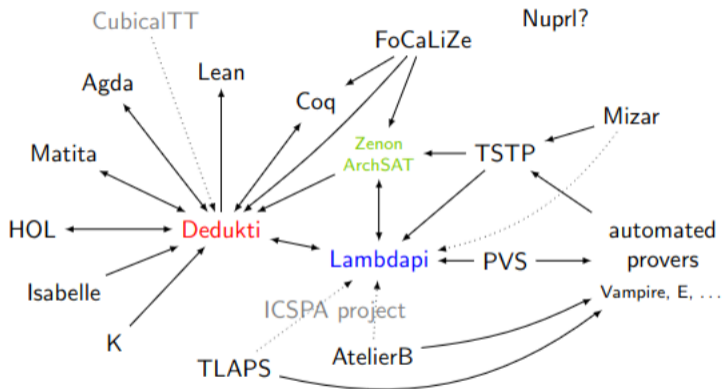 CubicalTT
Nuprl?
FoCaLiZe
Lean
Agda
Coq
Mizar
Zenon
ArchSAT
TSTP
Matita
HOL
Dedukti
automated
provers
Vampire, E, ...
Lambdapi
PVS
Isabelle
ICSPA project
K
AtelierB
TLAPS